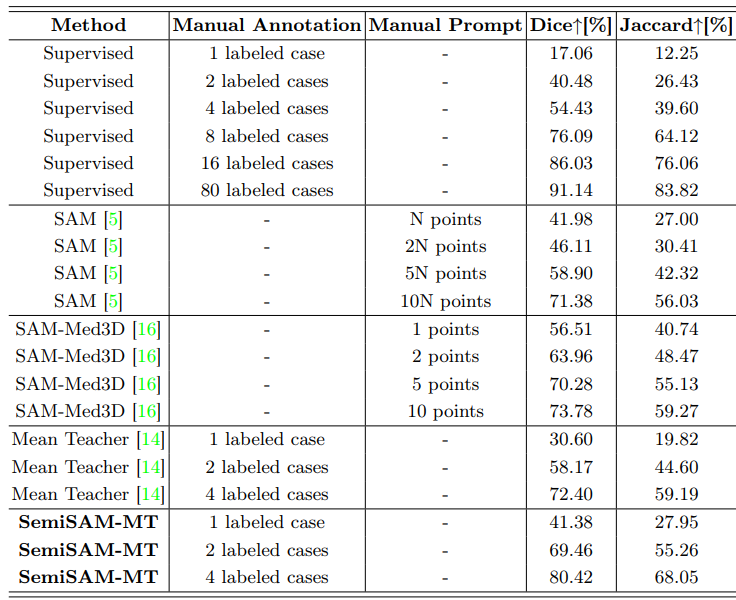 Method Manual Annotation Manual Prompt Dice↑[%] Jaccard↑[%]
Supervised 1 labeled case - 17.06 12.25
Supervised 2 labeled cases - 40.48 26.43
Supervised 4 labeled cases - 54.43 39.60
Supervised 8 labeled cases - 76.09 64.12
Supervised 16 labeled cases - 86.03 76.06
Supervised 80 labeled cases - 91.14 83.82
SAM [5] - N points 41.98 27.00
SAM [5] - 2N points 46.11 30.41
SAM [5] - 5N points 58.90 42.32
SAM [5] - 10N points 71.38 56.03
SAM-Med3D [16] - 1 points 56.51 40.74
SAM-Med3D [16] - 2 points 63.96 48.47
SAM-Med3D [16] - 5 points 70.28 55.13
SAM-Med3D [16] - 10 points 73.78 59.27
Mean Teacher [14] 1 labeled case - 30.60 19.82
Mean Teacher [14] 2 labeled cases - 58.17 44.60
Mean Teacher [14] 4 labeled cases - 72.40 59.19
SemiSAM-MT 1 labeled case - 41.38 27.95
SemiSAM-MT 2 labeled cases - 69.46 55.26
SemiSAM-MT 4 labeled cases - 80.42 68.05